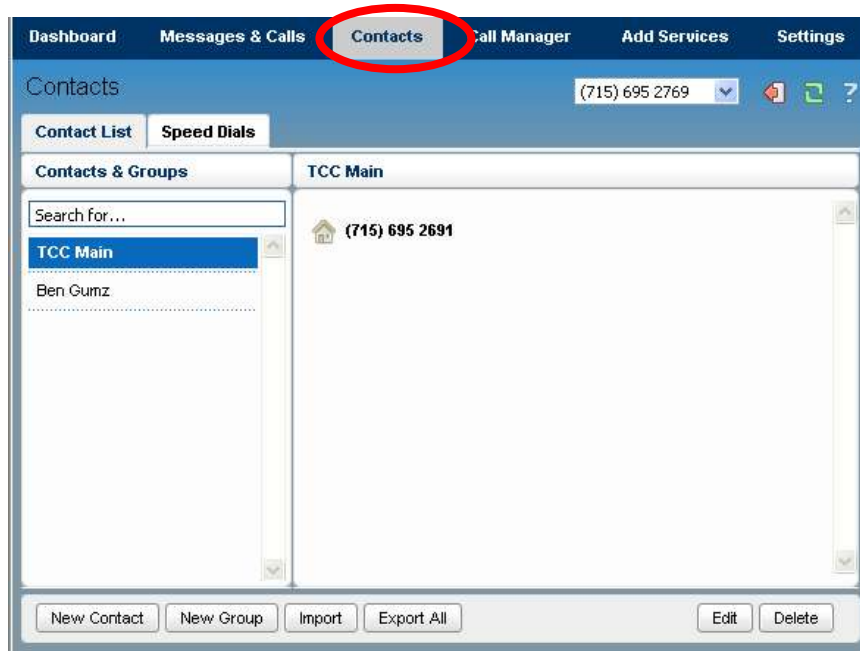 Dashboard Messages & Calls Contacts Call Manager Add Services Settings
Contacts (715) 695 2769 ?
Contact List Speed Dials
Contacts & Groups TCC Main
Search for...
(715) 695 2691
TCC Main
Ben Gumz
New Contact New Group Import Export All Edit Delete